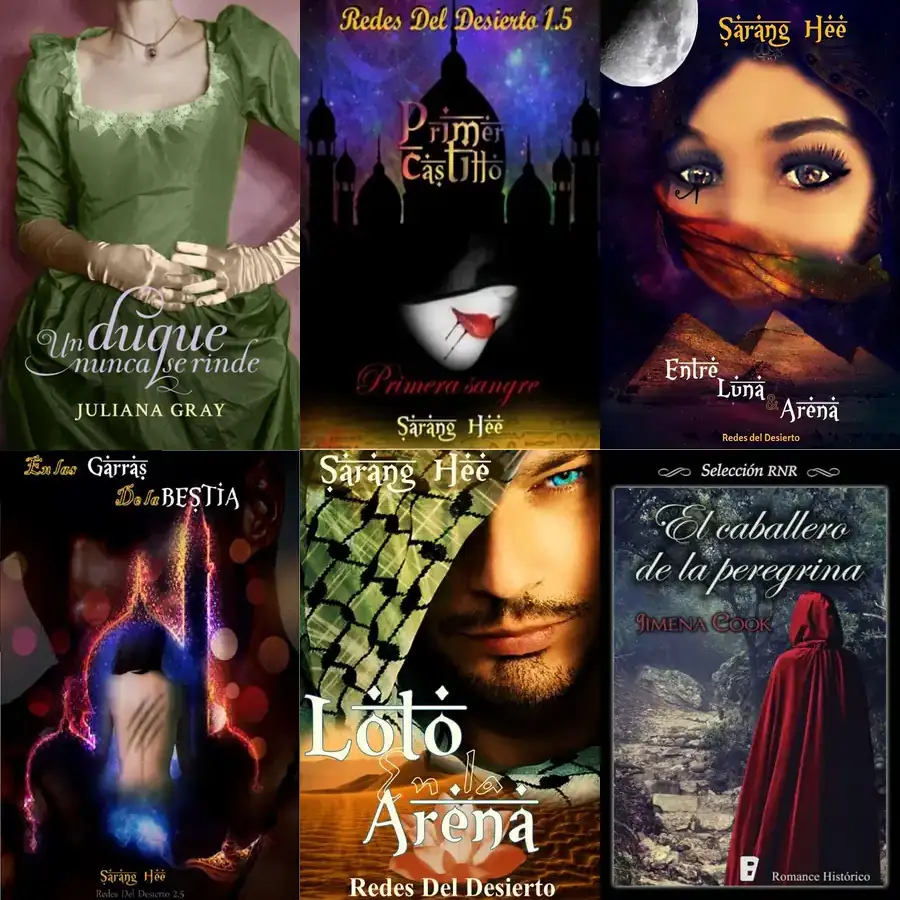 Un duque
nunca se rinde
JULIANA GRAY
Redes Del Desierto 1.5
Primer
Castillo
Primera sangre
Sarang Hee
Sarang Hee
Entre
Luna
& Arena
Redes del Desierto
En las Garras
De la BESTIA
Sarang Hee
Redes Del Desierto 2.5
Sarang Hee
Loto
En la
Arena
Redes Del Desierto
Selección RNR
El caballero
de la peregrina
JIMENA COOK
B
Romance Histórico